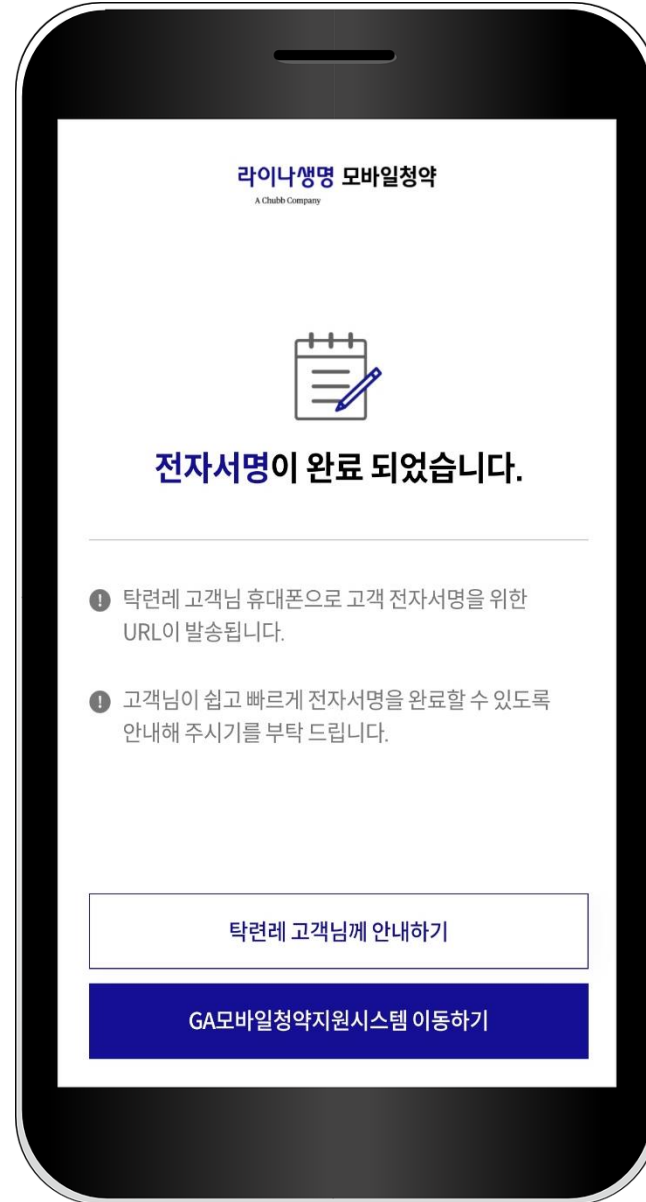 라이나생명 모바일청약
A Chubb Company
전자서명이 완료 되었습니다.
탁련레 고객님 휴대폰으로 고객 전자서명을 위한
URL이 발송됩니다.
고객님이 쉽고 빠르게 전자서명을 완료할 수 있도록
안내해 주시기를 부탁 드립니다.
탁련레 고객님께 안내하기
GA모바일청약지원시스템 이동하기